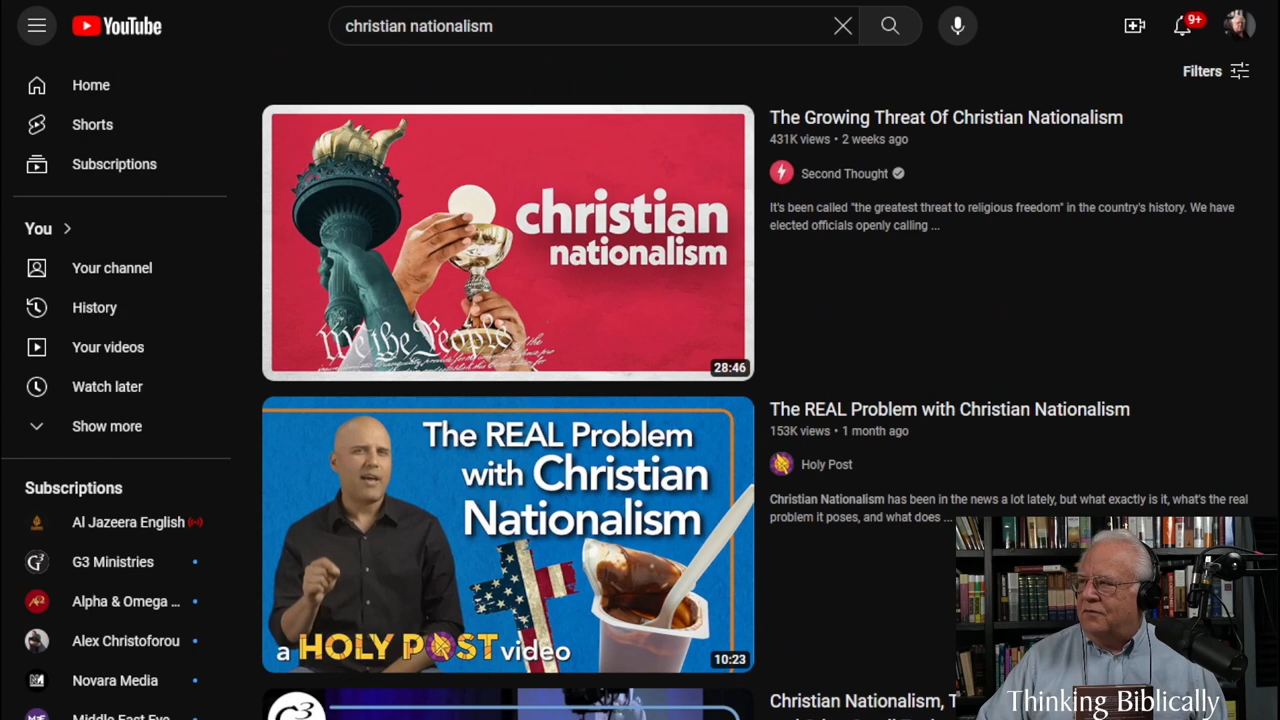 YouTube
christian nationalism
9+
Filters
Home
Shorts
Subscriptions
You
Your channel
History
Your videos
Watch later
Show more
Subscriptions
Al Jazeera English
G3 Ministries
Alpha & Omega ...
Alex Christoforou
Novara Media
Middle East Eye
christian
nationalism
We the People
28:46
The Growing Threat Of Christian Nationalism
431K views • 2 weeks ago
Second Thought
It's been called "the greatest threat to religious freedom" in the country's history. We have
elected officials openly calling ...
The REAL Problem
with Christian
Nationalism
a HOLY POST video
10:23
The REAL Problem with Christian Nationalism
153K views • 1 month ago
Holy Post
Christian Nationalism has been in the news a lot lately, but what exactly is it, what's the real
problem it poses, and what does ...
G3
Christian Nationalism, T
Thinking Biblically